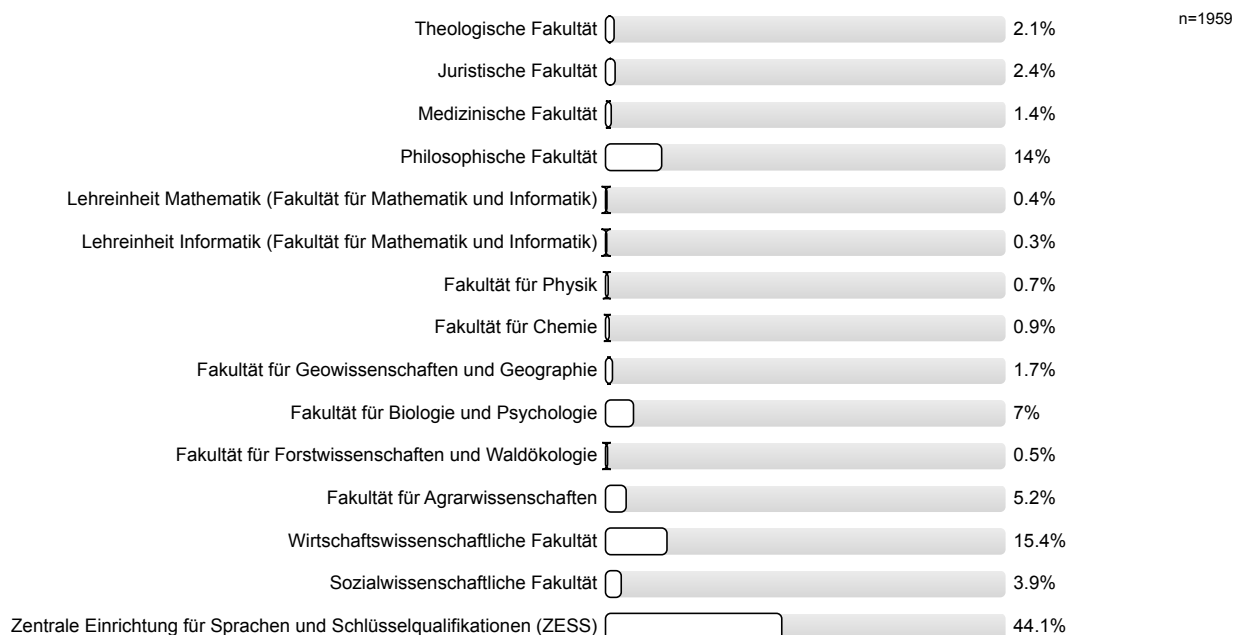 n=1959
Theologische Fakultät 2.1%
Juristische Fakultät 2.4%
Medizinische Fakultät 1.4%
Philosophische Fakultät 14%
Lehreinheit Mathematik (Fakultät für Mathematik und Informatik) 0.4%
Lehreinheit Informatik (Fakultät für Mathematik und Informatik) 0.3%
Fakultät für Physik 0.7%
Fakultät für Chemie 0.9%
Fakultät für Geowissenschaften und Geographie 1.7%
Fakultät für Biologie und Psychologie 7%
Fakultät für Forstwissenschaften und Waldökologie 0.5%
Fakultät für Agrarwissenschaften 5.2%
Wirtschaftswissenschaftliche Fakultät 15.4%
Sozialwissenschaftliche Fakultät 3.9%
Zentrale Einrichtung für Sprachen und Schlüsselqualifikationen (ZESS) 44.1%